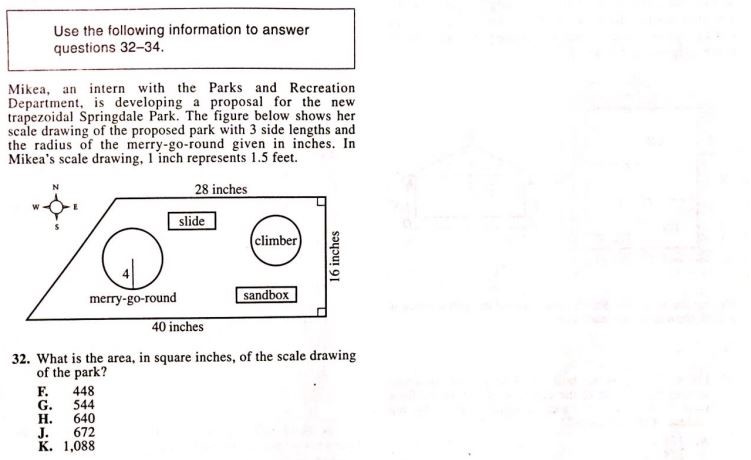 Use the following information to answer
questions 32–34.
Mikea, an intern with the Parks and Recreation
Department, is developing a proposal for the new
trapezoidal Springdale Park. The figure below shows her
scale drawing of the proposed park with 3 side lengths and
the radius of the merry-go-round given in inches. In
Mikea's scale drawing, 1 inch represents 1.5 feet.
N
W E
S
28 inches
slide
climber
16 inches
4
merry-go-round
sandbox
40 inches
32. What is the area, in square inches, of the scale drawing
of the park?
F. 448
G. 544
H. 640
J. 672
K. 1,088